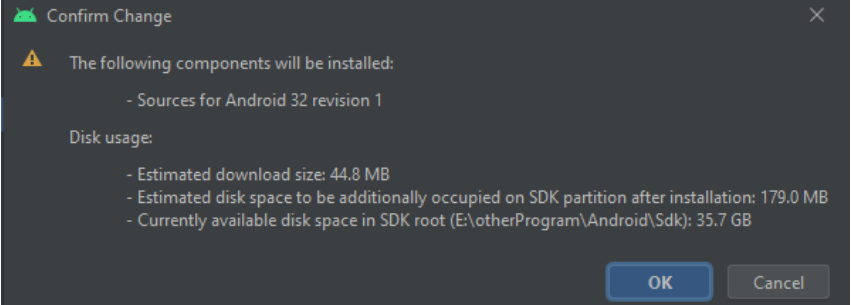 Confirm Change
The following components will be installed:
- Sources for Android 32 revision 1
Disk usage:
- Estimated download size: 44.8 MB
- Estimated disk space to be additionally occupied on SDK partition after installation: 179.0 MB
- Currently available disk space in SDK root (E:\otherProgram\Android\Sdk): 35.7 GB
OK
Cancel